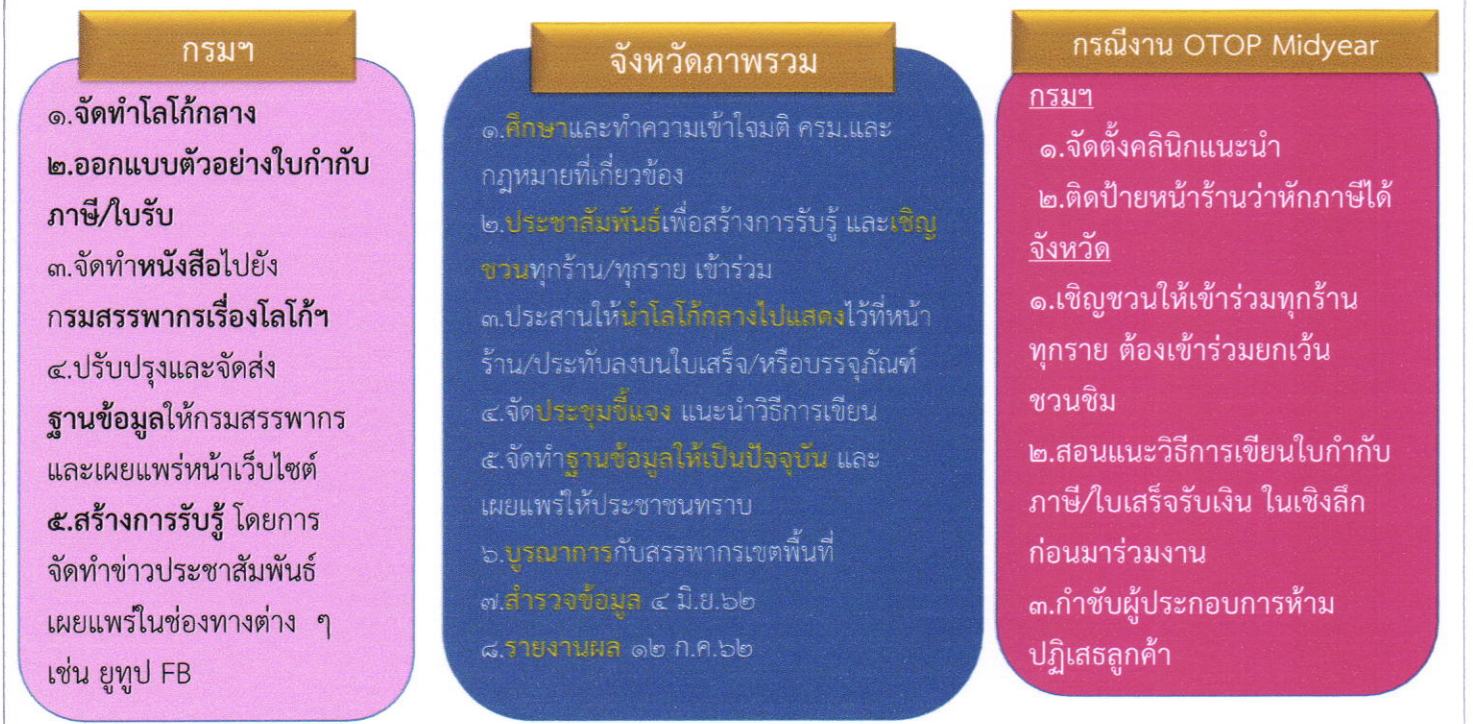 กรมฯ
๑.จัดทำโลโก้กลาง
๒.ออกแบบตัวอย่างใบกำกับ
ภาษี/ใบรับ
๓.จัดทำหนังสือไปยัง
กรมสรรพากรเรื่องโลโก้ฯ
๔.ปรับปรุงและจัดส่ง
ฐานข้อมูลให้กรมสรรพากร
และเผยแพร่หน้าเว็บไซต์
๕.สร้างการรับรู้ โดยการ
จัดทำข่าวประชาสัมพันธ์
เผยแพร่ในช่องทางต่าง ๆ
เช่น ยูทูป FB
จังหวัดภาพรวม
๑.ศึกษาและทำความเข้าใจมติ ครม.และ
กฎหมายที่เกี่ยวข้อง
๒.ประชาสัมพันธ์เพื่อสร้างการรับรู้ และเชิญ
ชวนทุกร้าน/ทุกราย เข้าร่วม
๓.ประสานให้นำโลโก้กลางไปแสดงไว้ที่หน้า
ร้าน/ประทับลงบนใบเสร็จ/หรือบรรจุภัณฑ์
๔.จัดประชุมชี้แจง แนะนำวิธีการเขียน
๕.จัดทำฐานข้อมูลให้เป็นปัจจุบัน และ
เผยแพร่ให้ประชาชนทราบ
๖.บูรณาการกับสรรพากรเขตพื้นที่
๗.สำรวจข้อมูล ๔ มิ.ย.๖๒
๘.รายงานผล ๑๒ ก.ค.๖๒
กรณีงาน OTOP Midyear
กรมฯ
๑.จัดตั้งคลินิกแนะนำ
๒.ติดป้ายหน้าร้านว่าหักภาษีได้
จังหวัด
๑.เชิญชวนให้เข้าร่วมทุกร้าน
ทุกราย ต้องเข้าร่วมยกเว้น
ชวนชิม
๒.สอนแนะวิธีการเขียนใบกำกับ
ภาษี/ใบเสร็จรับเงิน ในเชิงลึก
ก่อนมาร่วมงาน
๓.กำชับผู้ประกอบการห้าม
ปฏิเสธลูกค้า